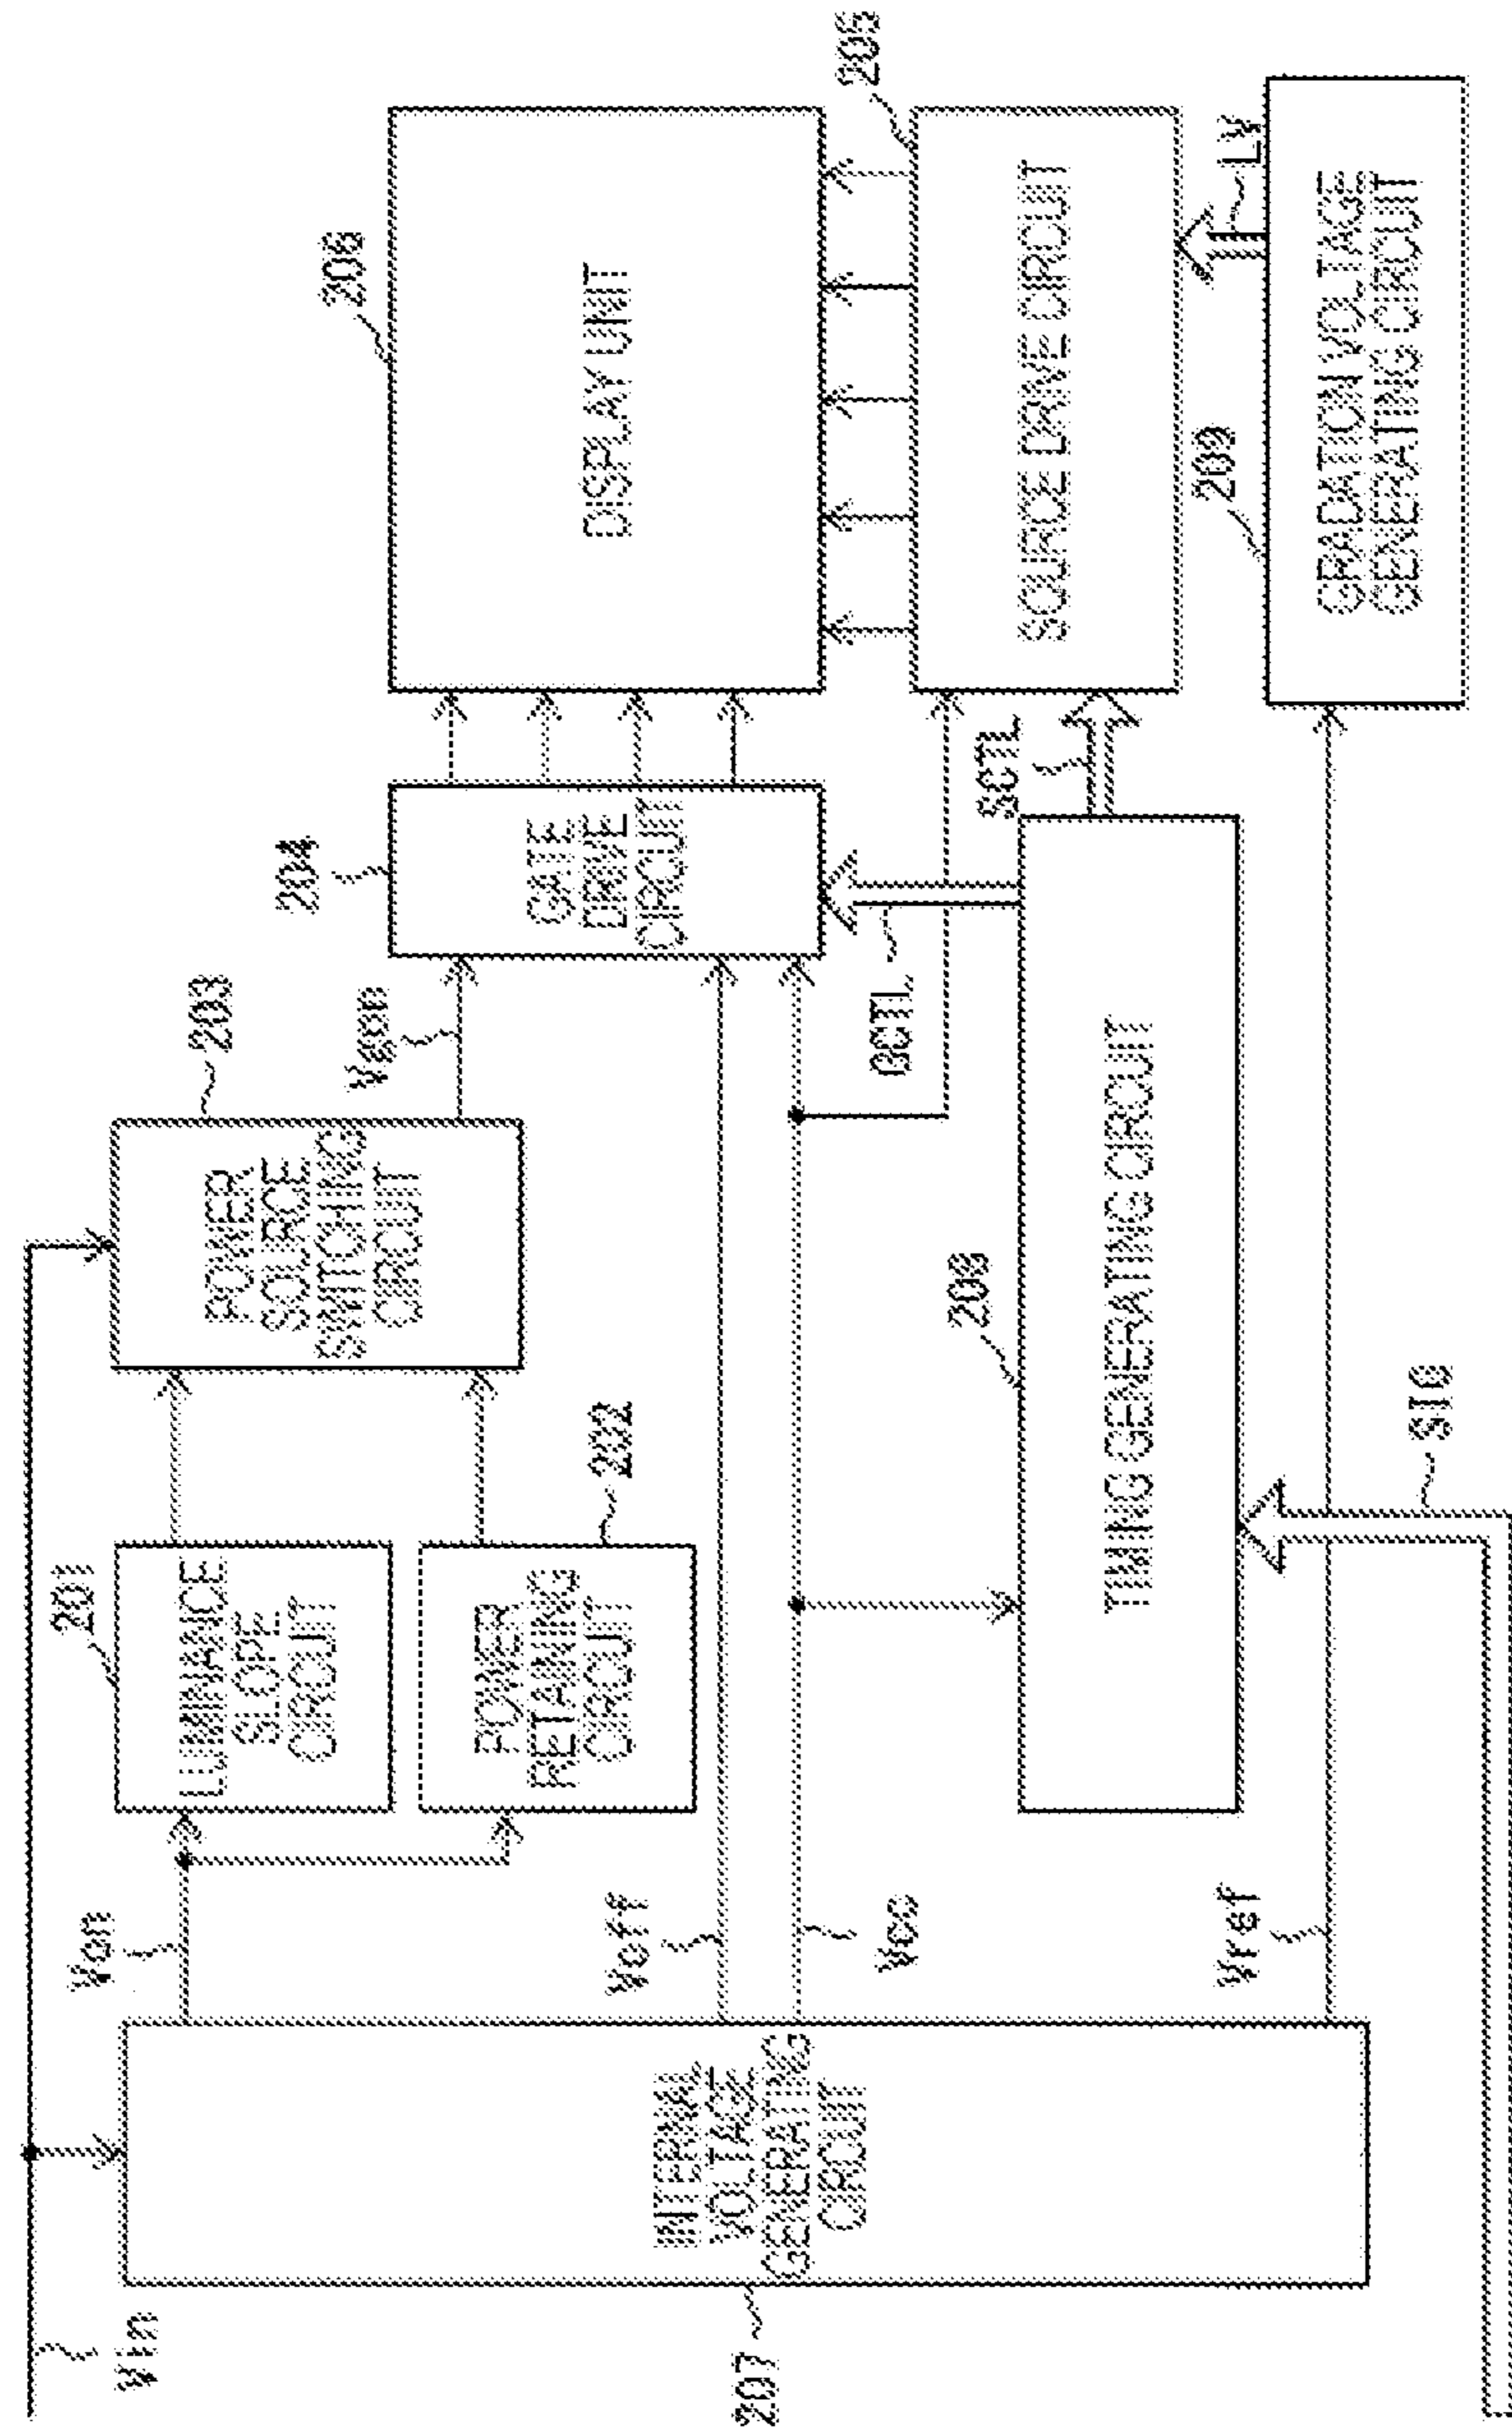 Vin
207
INTERNAL
VOLTAGE
GENERATING
CIRCUIT
Von
Voff
Vcc
Vref
201
LUMINANCE
SLOPE
CIRCUIT
POWER
RETAINING
CIRCUIT
202
POWER
SOURCE
SWITCHING
CIRCUIT
203
Vgon
204
GATE
DRIVE
CIRCUIT
GCTL
206
DISPLAY UNIT
205
SOURCE DRIVE CIRCUIT
SCTL
208
TIMING GENERATING CIRCUIT
SIG
209
GRADATION VOLTAGE
GENERATING CIRCUIT
LV